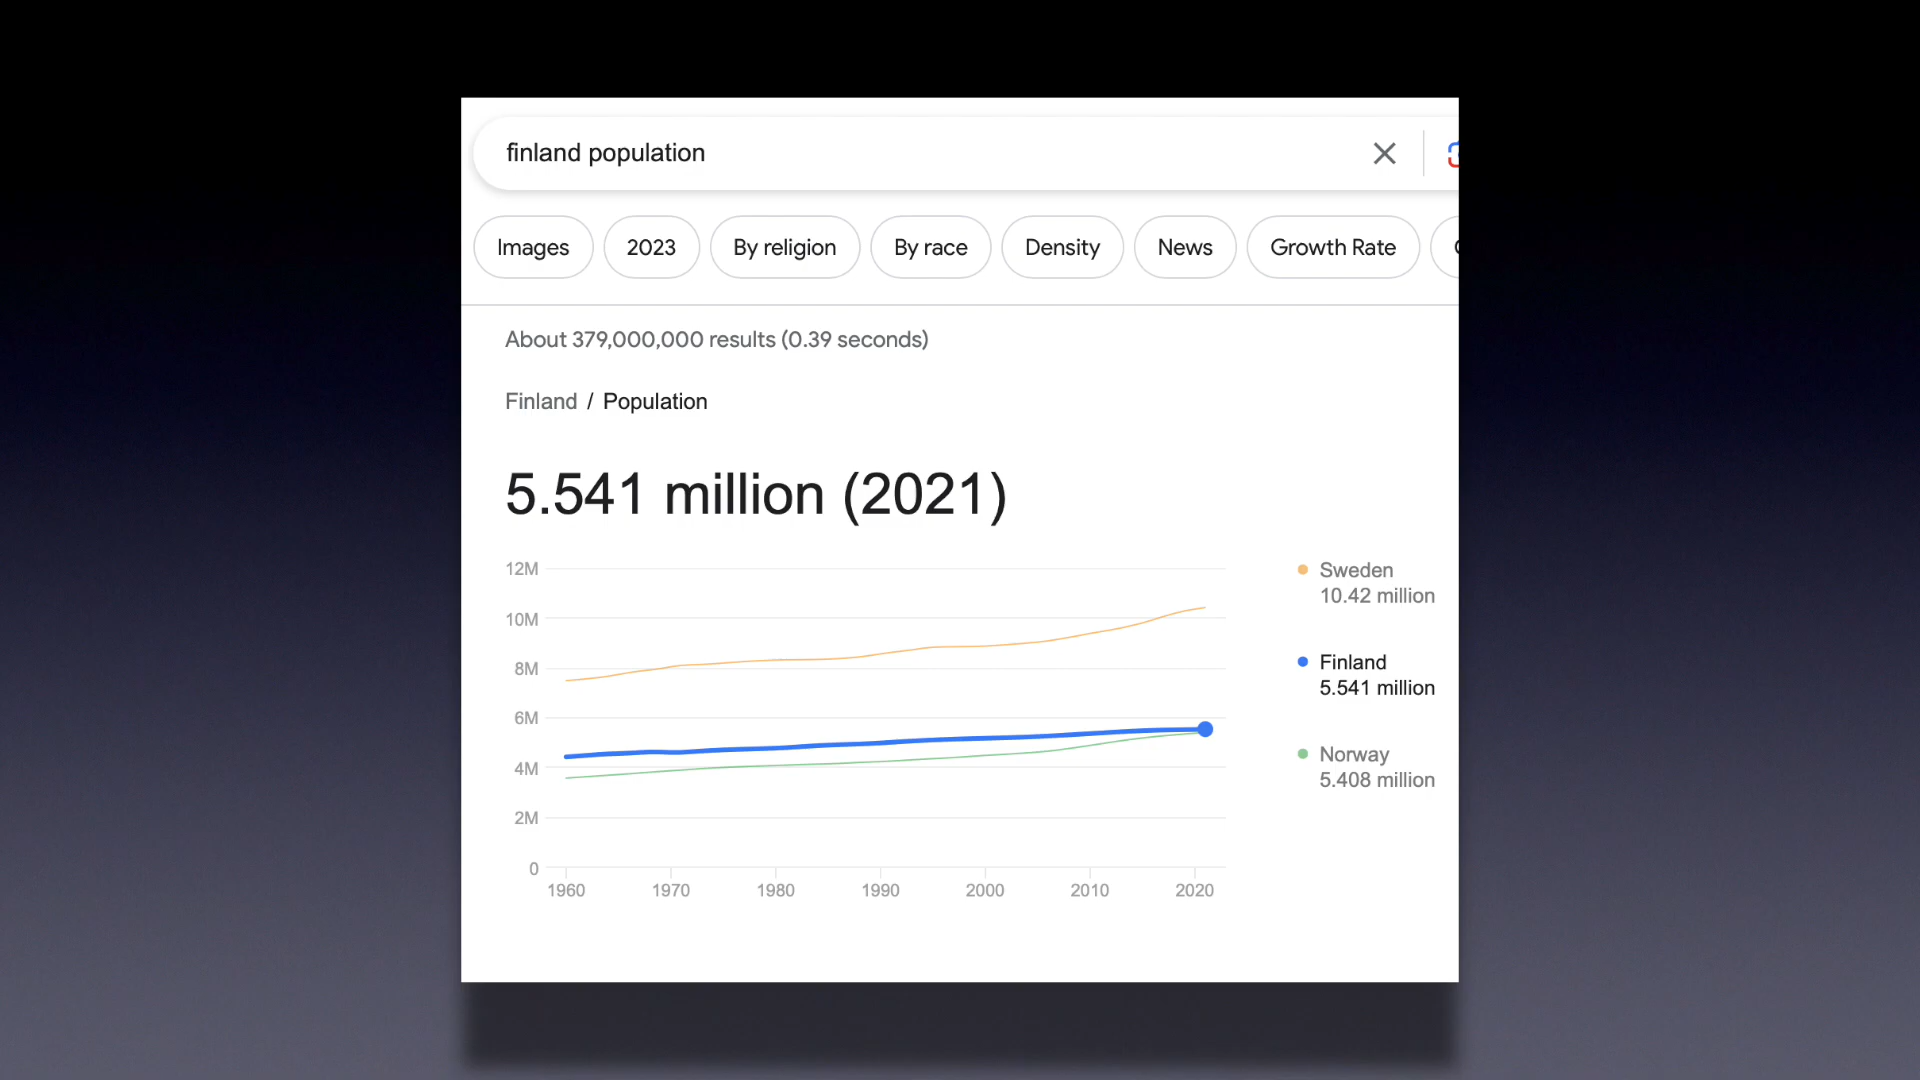 finland population
Images 2023 By religion By race Density News Growth Rate
About 379,000,000 results (0.39 seconds)
Finland / Population
5.541 million (2021)
12M
10M
8M
6M
4M
2M
0
1960 1970 1980 1990 2000 2010 2020
Sweden
10.42 million
Finland
5.541 million
Norway
5.408 million